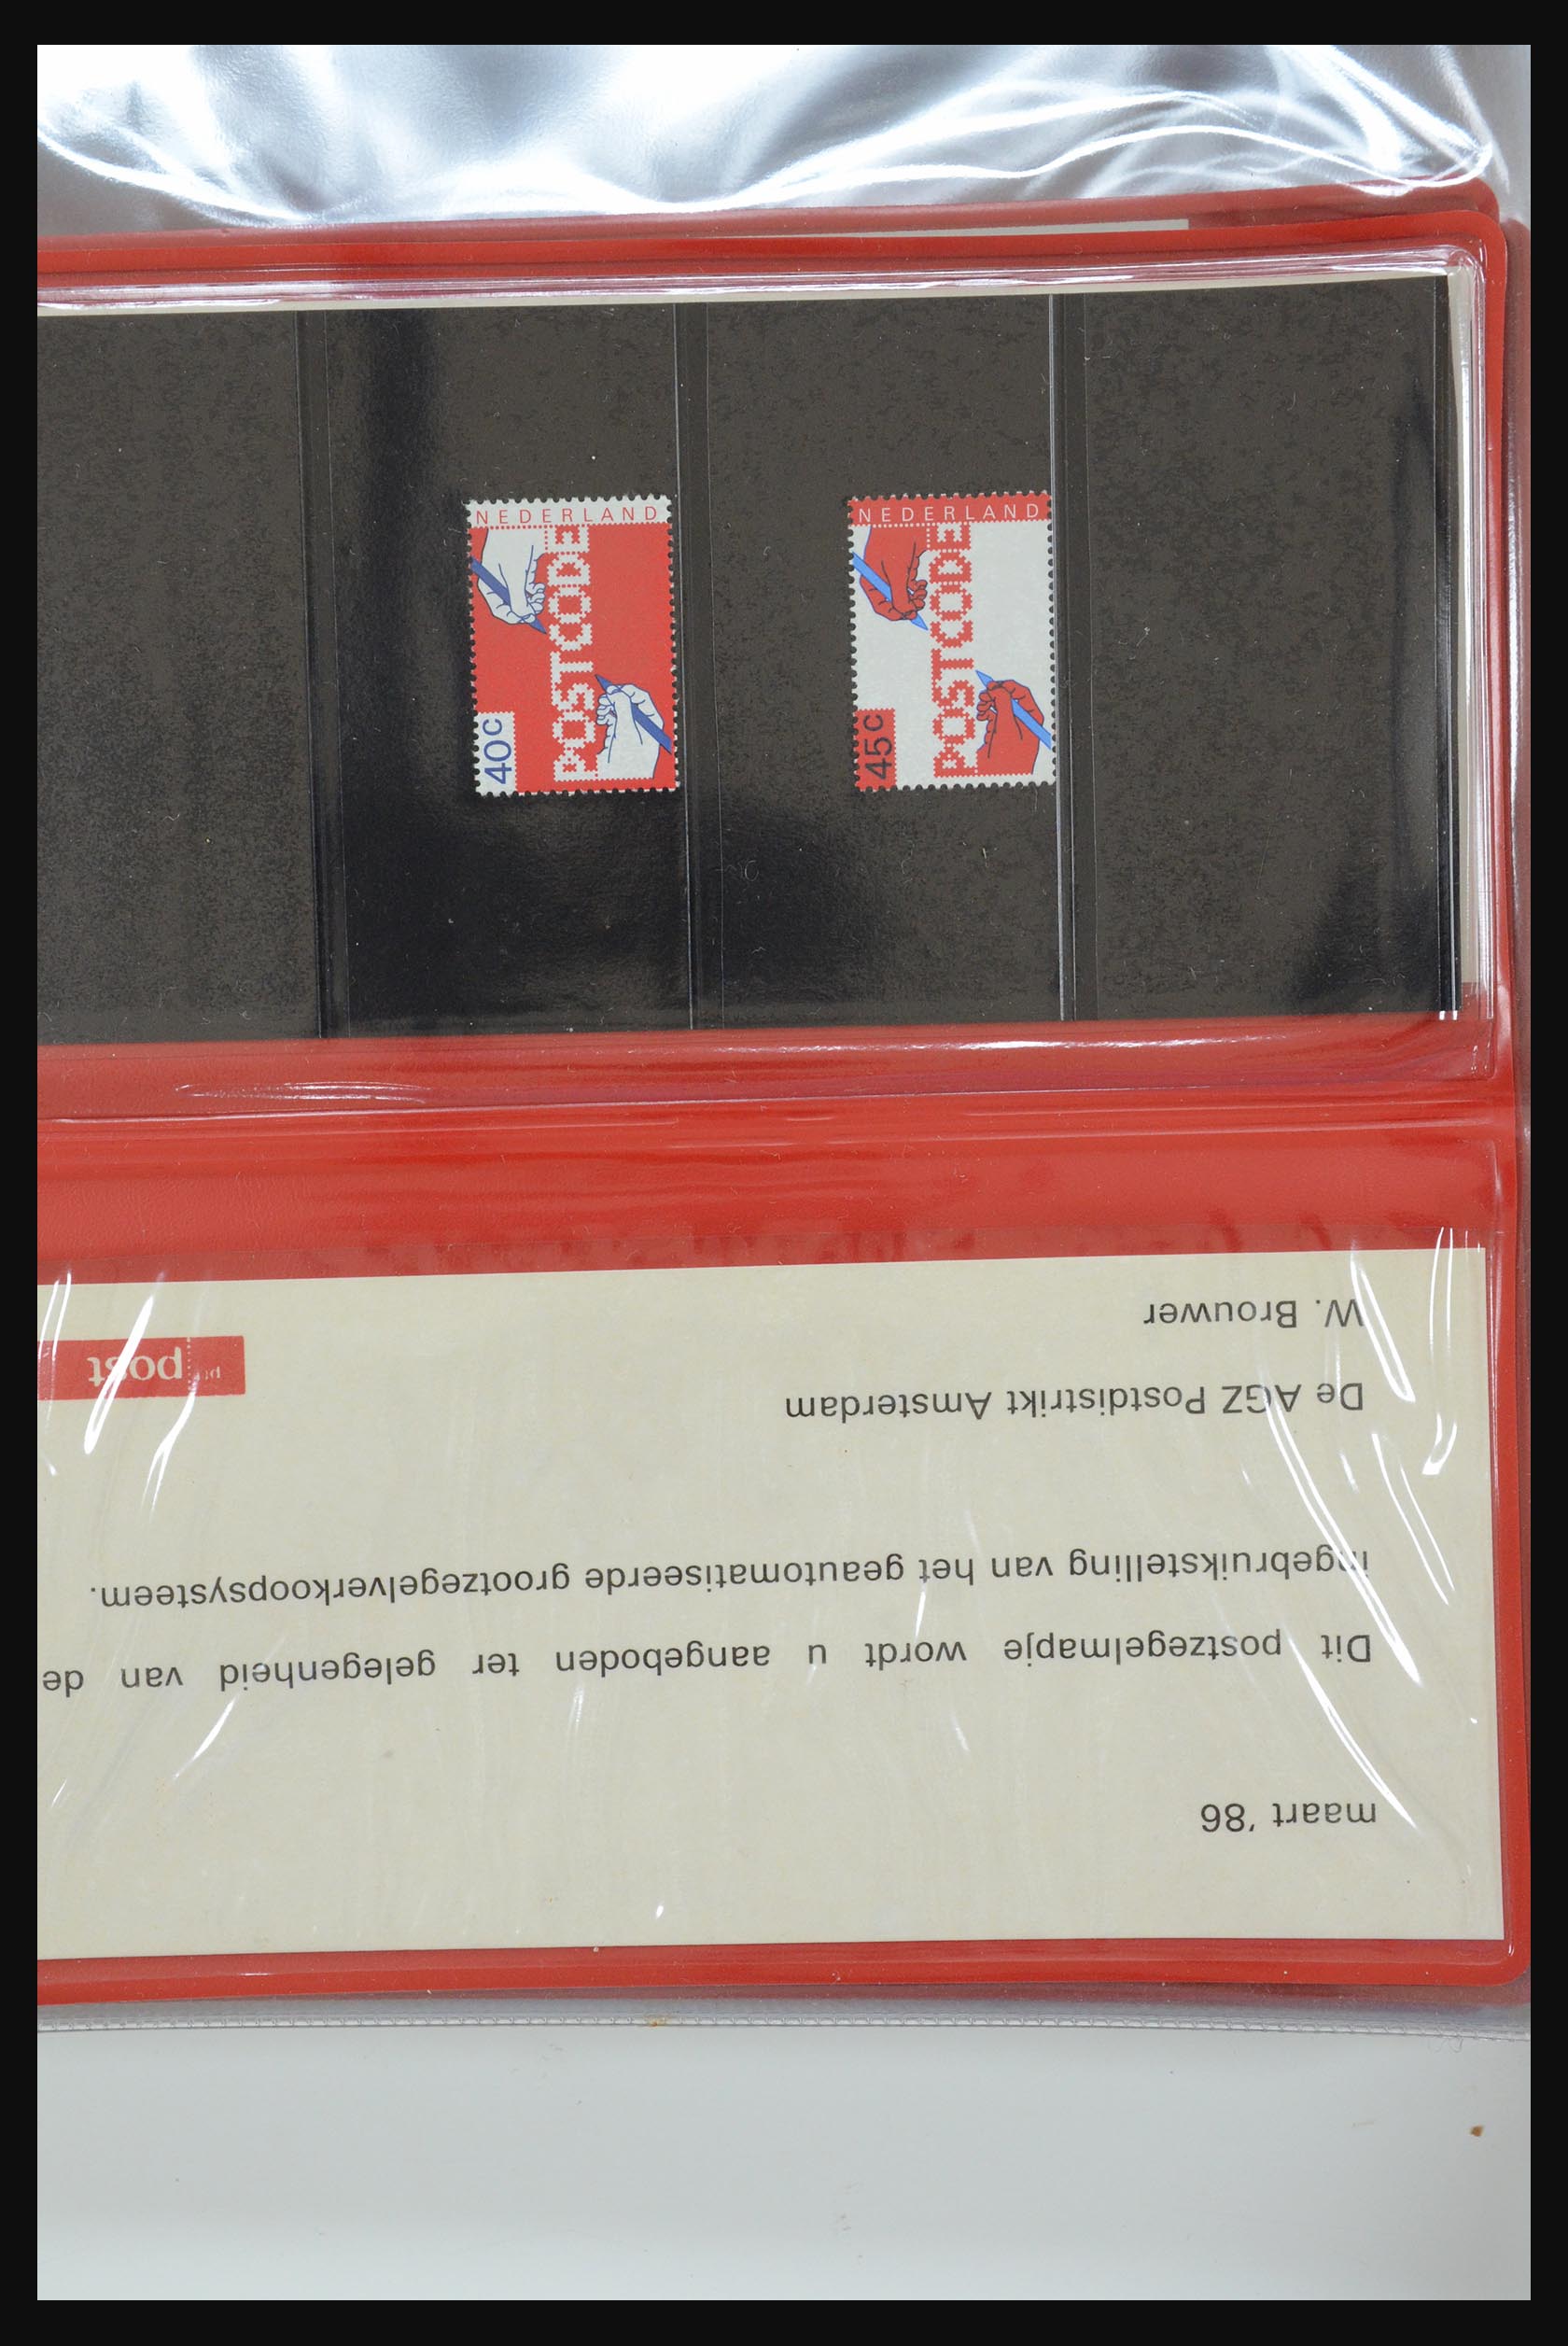 NEDERLAND
POSTCODE
40c
NEDERLAND
POSTCODE
45c
maart '86
Dit postzegelmapje wordt u aangeboden ter gelegenheid van de
ingebruikstelling van het geautomatiseerde grootzegelverkoopsysteem.
De AGZ Postdistrikt Amsterdam
W. Brouwer
ptt post